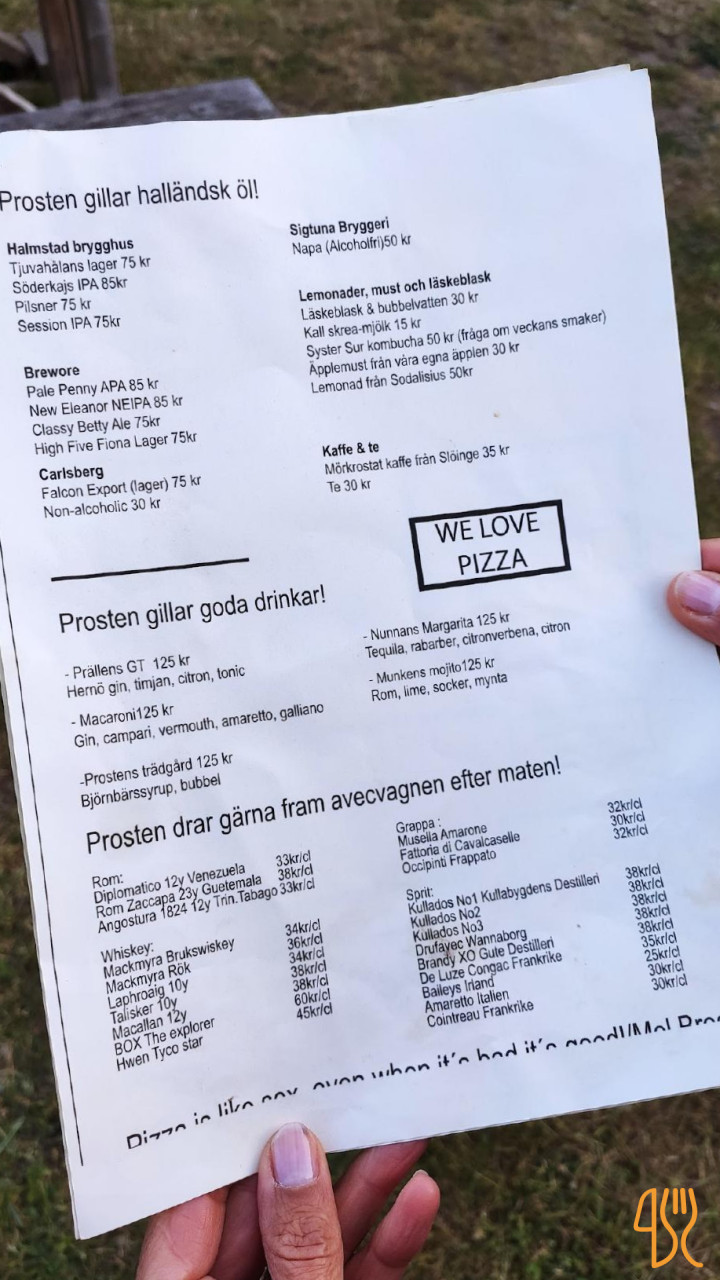 Prosten gillar halländsk öl!
Halmstad brygghus
Tjuvahålans lager 75 kr
Söderkajs IPA 85kr
Pilsner 75 kr
Session IPA 75kr
Brewore
Pale Penny APA 85 kr
New Eleanor NEIPA 85 kr
Classy Betty Ale 75kr
High Five Fiona Lager 75kr
Carlsberg
Falcon Export (lager) 75 kr
Non-alcoholic 30 kr
Sigtuna Bryggeri
Napa (Alcoholfri)50 kr
Lemonader, must och läskeblask
Läskeblask & bubbelvatten 30 kr
Kall skrea-mjölk 15 kr
Syster Sur kombucha 50 kr (fråga om veckans smaker)
Äpplemust från våra egna äpplen 30 kr
Lemonad från Sodalisius 50kr
Kaffe & te
Mörkrostat kaffe från Slöinge 35 kr
Te 30 kr
WE LOVE
PIZZA
Prosten gillar goda drinkar!
- Prällens GT 125 kr
Hernö gin, timjan, citron, tonic
- Macaroni125 kr
Gin, campari, vermouth, amaretto, galliano
-Prostens trädgård 125 kr
Björnbärssyrup, bubbel
- Nunnans Margarita 125 kr
Tequila, rabarber, citronverbena, citron
- Munkens mojito125 kr
Rom, lime, socker, mynta
Prosten drar gärna fram avecvagnen efter maten!
Rom:
Diplomatico 12y Venezuela 33kr/cl
Rom Zaccapa 23y Guetemala 38kr/cl
Angostura 1824 12y Trin.Tabago 33kr/cl
Whiskey:
Mackmyra Brukswiskey 34kr/cl
Mackmyra Rök 36kr/cl
Laphroaig 10y 34kr/cl
Talisker 10y 38kr/cl
Macallan 12y 38kr/cl
BOX The explorer 60kr/cl
Hwen Tyco star 45kr/cl
Grappa :
Musella Amarone 32kr/cl
Fattoria di Cavalcaselle 30kr/cl
Occipinti Frappato 32kr/cl
Sprit:
Kullados No1 Kullabygdens Destilleri 38kr/cl
Kullados No2 38kr/cl
Kullados No3 38kr/cl
Drufayec Wannaborg 38kr/cl
Brandy XO Gute Destilleri 38kr/cl
De Luze Congac Frankrike 35kr/cl
Baileys Irland 25kr/cl
Amaretto Italien 30kr/cl
Cointreau Frankrike 30kr/cl
Pizza is like sex, even when it´s bad it´s good!/Mel